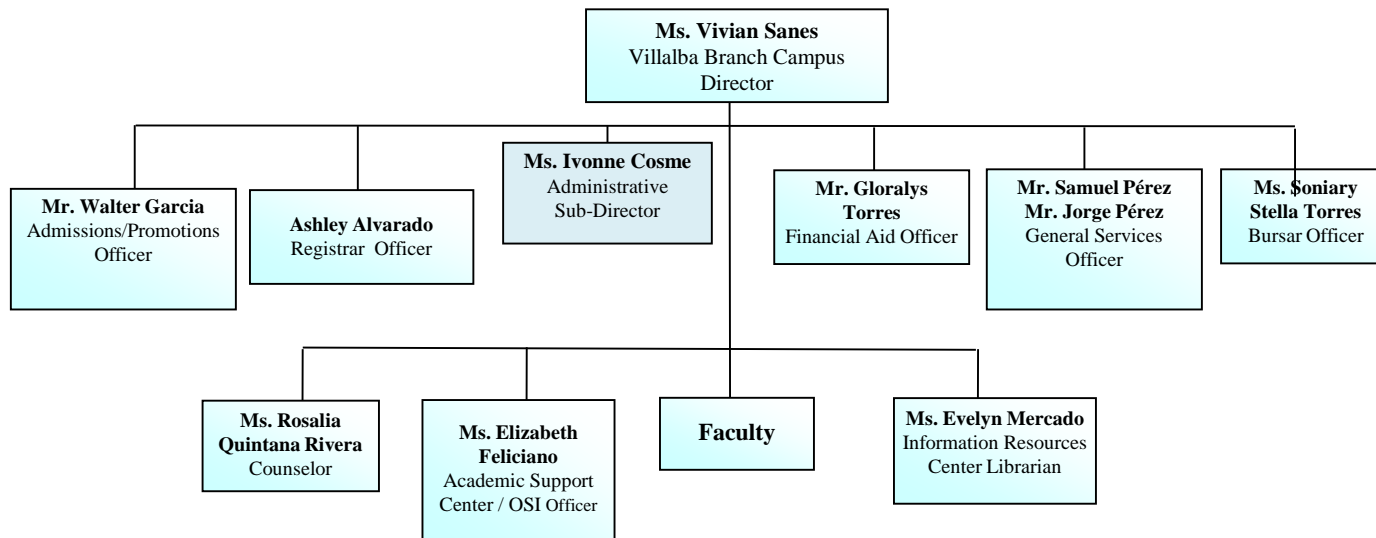 Ms. Vivian Sanes
Villalba Branch Campus
Director
Mr. Walter Garcia
Admissions/Promotions
Officer
Ashley Alvarado
Registrar Officer
Ms. Ivonne Cosme
Administrative
Sub-Director
Mr. Gloralys
Torres
Financial Aid Officer
Mr. Samuel Pérez
Mr. Jorge Pérez
General Services
Officer
Ms. Soniary
Stella Torres
Bursar Officer
Ms. Rosalia
Quintana Rivera
Counselor
Ms. Elizabeth
Feliciano
Academic Support
Center / OSI Officer
Faculty
Ms. Evelyn Mercado
Information Resources
Center Librarian